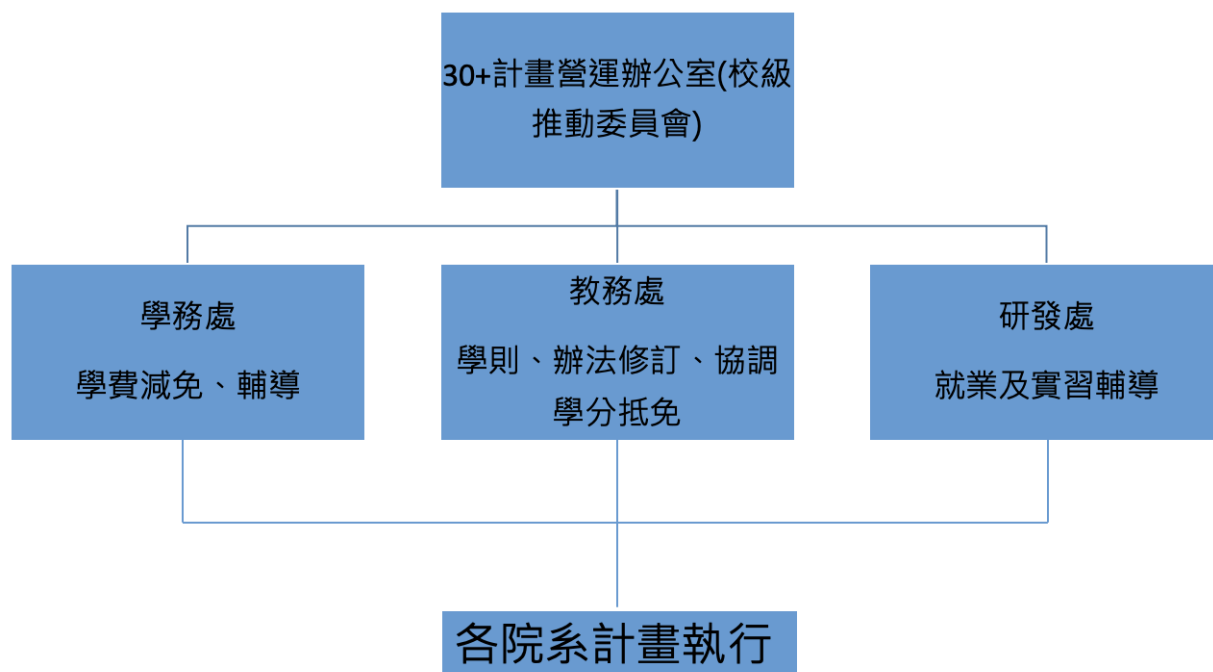 30+計畫營運辦公室(校級
推動委員會)
學務處
學費減免、輔導
教務處
學則、辦法修訂、協調
學分抵免
研發處
就業及實習輔導
各院系計畫執行